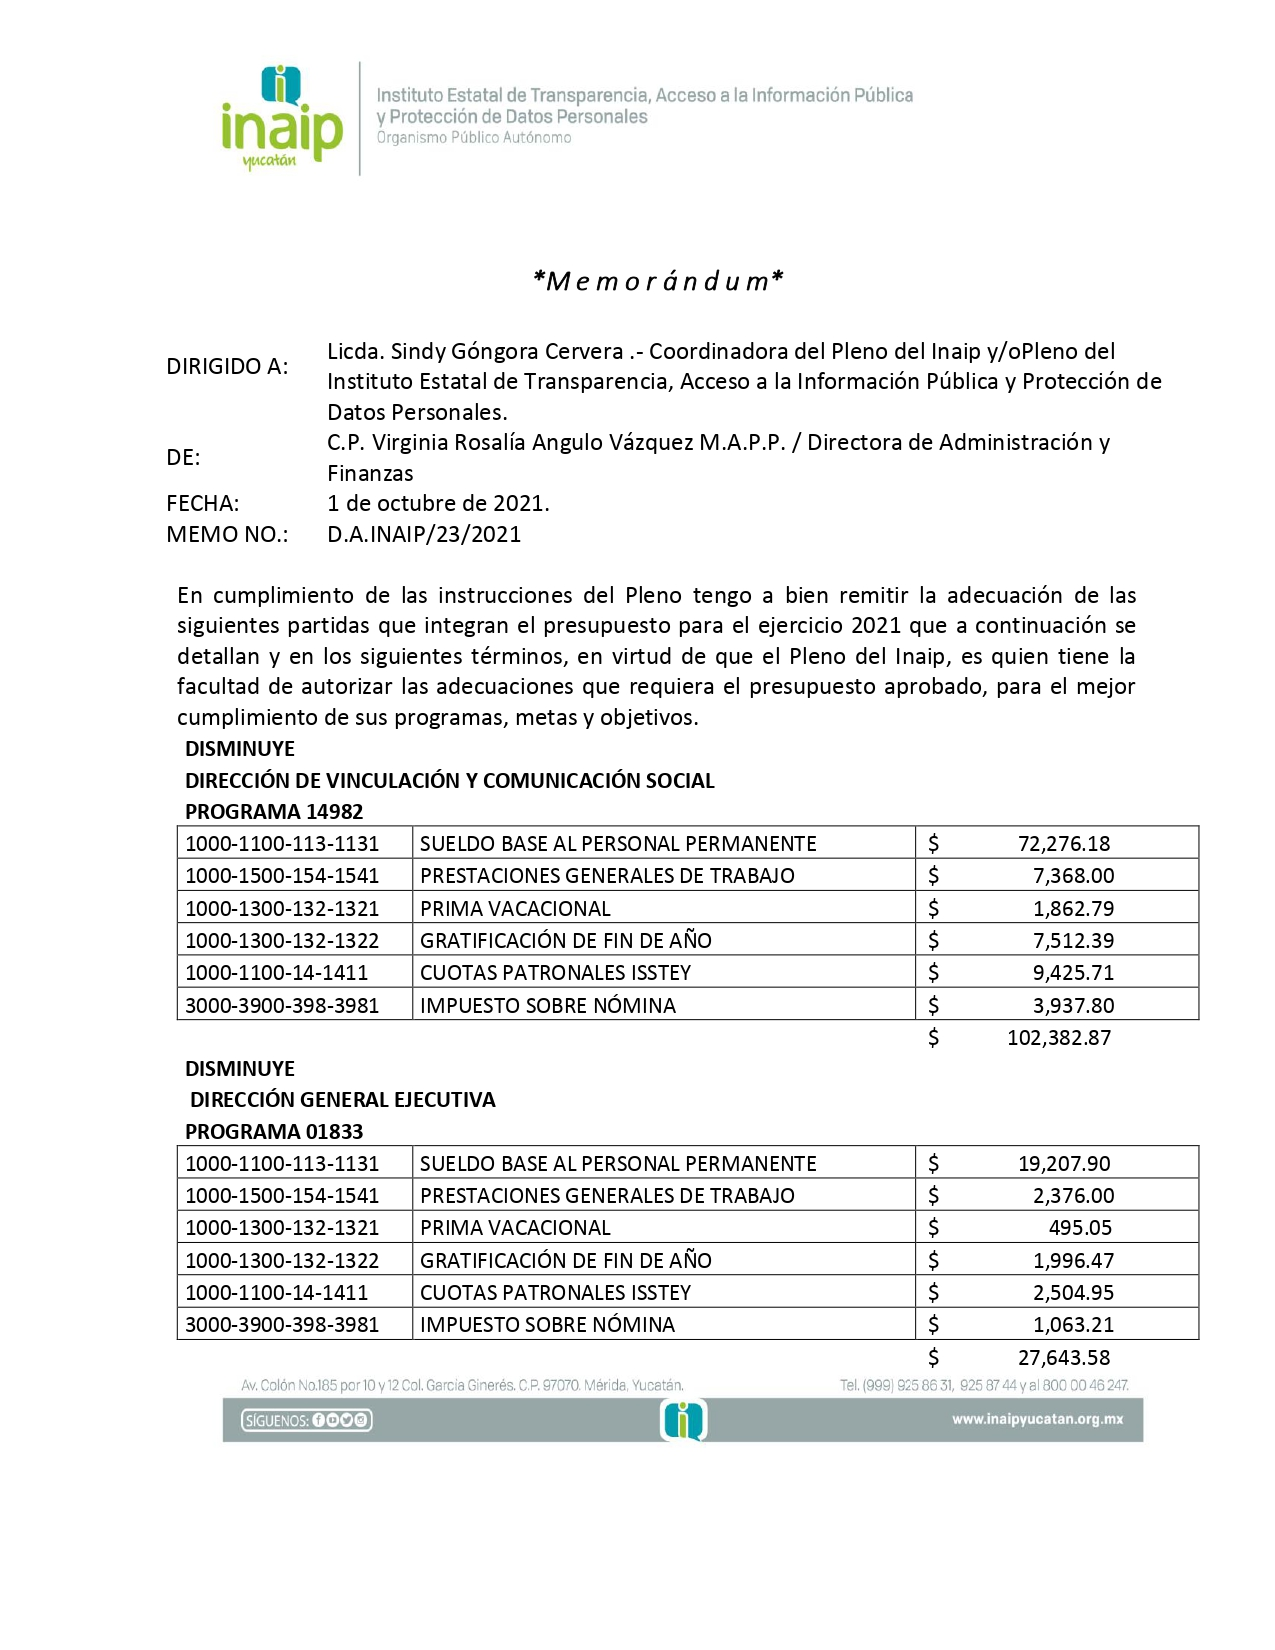 inaip
yucatán
Instituto Estatal de Transparencia, Acceso a la Información Pública
y Protección de Datos Personales
Organismo Público Autónomo
*Memorándum*
DIRIGIDO A:
Licda. Sindy Góngora Cervera .- Coordinadora del Pleno del Inaip y/oPleno del
Instituto Estatal de Transparencia, Acceso a la Información Pública y Protección de
Datos Personales.
DE:
C.P. Virginia Rosalía Angulo Vázquez M.A.P.P. / Directora de Administración y
Finanzas
FECHA: 1 de octubre de 2021.
MEMO NO.: D.A.INAIP/23/2021
En cumplimiento de las instrucciones del Pleno tengo a bien remitir la adecuación de las
siguientes partidas que integran el presupuesto para el ejercicio 2021 que a continuación se
detallan y en los siguientes términos, en virtud de que el Pleno del Inaip, es quien tiene la
facultad de autorizar las adecuaciones que requiera el presupuesto aprobado, para el mejor
cumplimiento de sus programas, metas y objetivos.
DISMINUYE
DIRECCIÓN DE VINCULACIÓN Y COMUNICACIÓN SOCIAL
PROGRAMA 14982
1000-1100-113-1131 SUELDO BASE AL PERSONAL PERMANENTE $ 72,276.18
1000-1500-154-1541 PRESTACIONES GENERALES DE TRABAJO $ 7,368.00
1000-1300-132-1321 PRIMA VACACIONAL $ 1,862.79
1000-1300-132-1322 GRATIFICACIÓN DE FIN DE AÑO $ 7,512.39
1000-1100-14-1411 CUOTAS PATRONALES ISSTEY $ 9,425.71
3000-3900-398-3981 IMPUESTO SOBRE NÓMINA $ 3,937.80
$ 102,382.87
DISMINUYE
DIRECCIÓN GENERAL EJECUTIVA
PROGRAMA 01833
1000-1100-113-1131 SUELDO BASE AL PERSONAL PERMANENTE $ 19,207.90
1000-1500-154-1541 PRESTACIONES GENERALES DE TRABAJO $ 2,376.00
1000-1300-132-1321 PRIMA VACACIONAL $ 495.05
1000-1300-132-1322 GRATIFICACIÓN DE FIN DE AÑO $ 1,996.47
1000-1100-14-1411 CUOTAS PATRONALES ISSTEY $ 2,504.95
3000-3900-398-3981 IMPUESTO SOBRE NÓMINA $ 1,063.21
$ 27,643.58
Av. Colón No.185 por 10 y 12 Col. García Ginerés. C.P. 97070. Mérida, Yucatán. Tel. (999) 925 86 31, 925 87 44 y al 800 00 46 247.
SÍGUENOS: www.inaipyucatan.org.mx